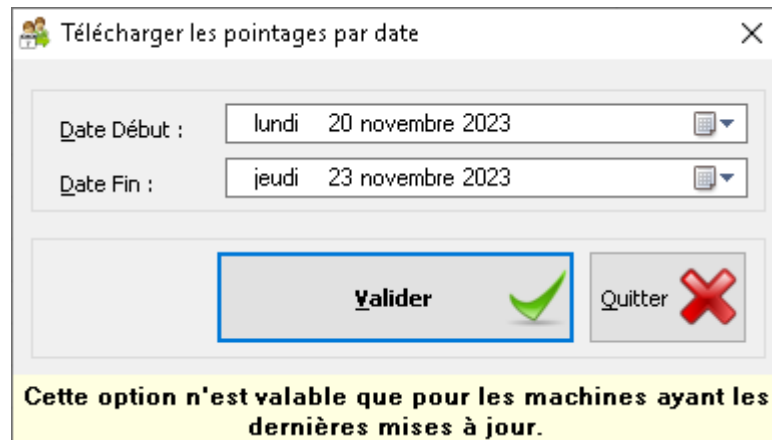 Télécharger les pointages par date
Date Début :
lundi 20 novembre 2023
Date Fin :
jeudi 23 novembre 2023
Valider
Quitter
Cette option n'est valable que pour les machines ayant les
dernières mises à jour.